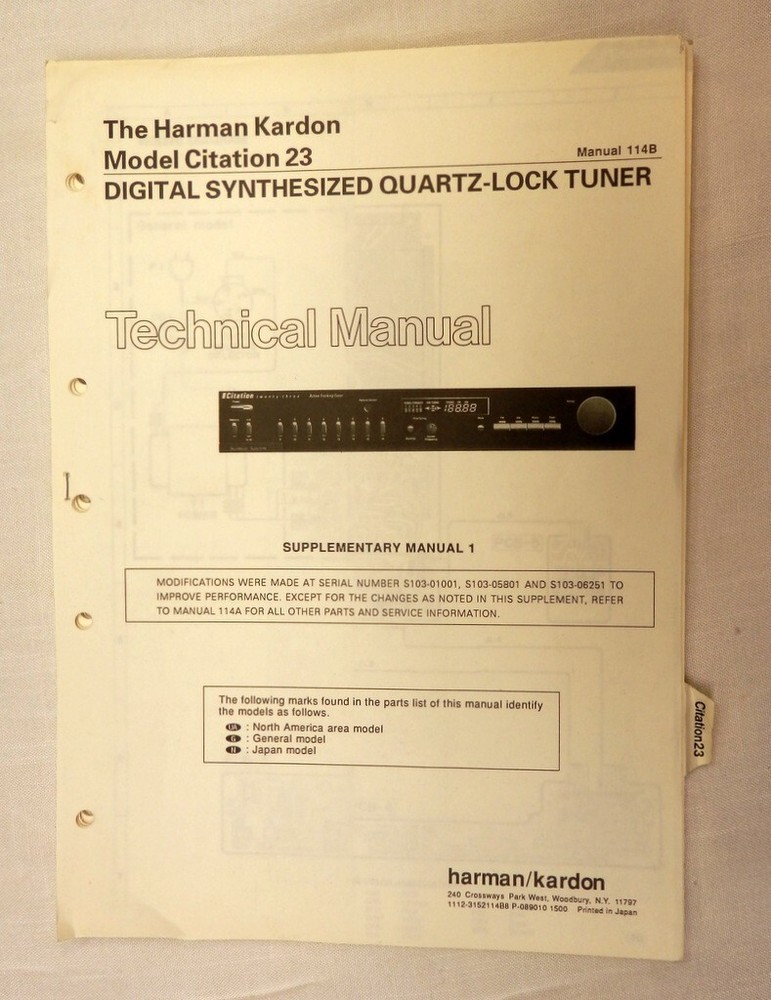 The Harman Kardon
Model Citation 23
Manual 114B
DIGITAL SYNTHESIZED QUARTZ-LOCK TUNER
Technical Manual
Citation twenty-three
SUPPLEMENTARY MANUAL 1
MODIFICATIONS WERE MADE AT SERIAL NUMBER S103-01001, S103-05801 AND S103-06251 TO
IMPROVE PERFORMANCE. EXCEPT FOR THE CHANGES AS NOTED IN THIS SUPPLEMENT, REFER
TO MANUAL 114A FOR ALL OTHER PARTS AND SERVICE INFORMATION.
The following marks found in the parts list of this manual identify
the models as follows.
: North America area model
G : General model
N : Japan model
Citation23
harman/kardon
240 Crossways Park West, Woodbury, N.Y. 11797
1112-3152114B8 P-089010 1500 Printed in Japan